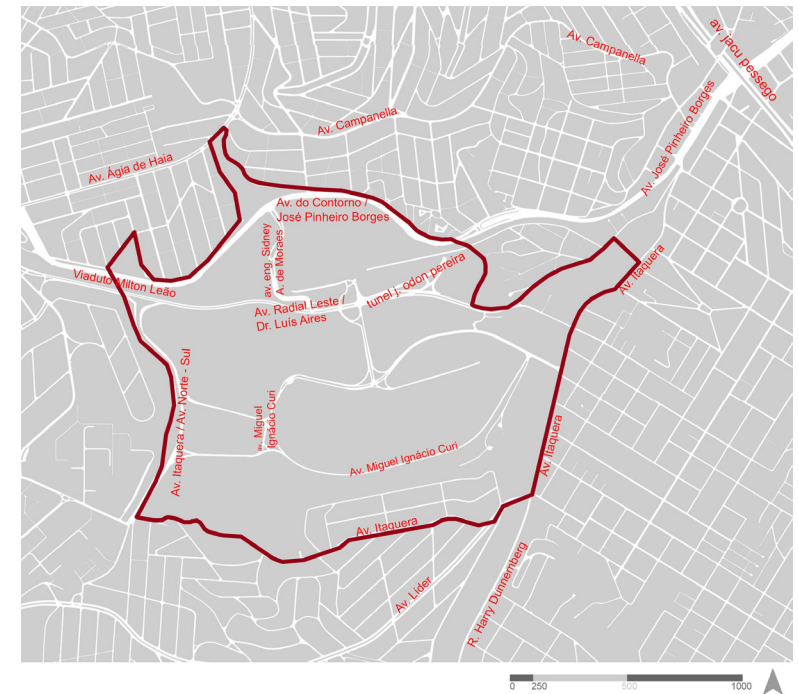 Av. Campanella
av. jacu pessego
Av. Campanella
Av. José Pinheiro Borges
Av. Ágia de Haia
Av. do Contorno /
José Pinheiro Borges
av. eng. Sidney
A. de Moraes
Viaduto Milton Leão
tunel j. odon pereira
Av. Itaquera
Av. Radial Leste /
Dr. Luís Aires
Av. Itaquera / Av. Norte - Sul
av. Miguel
Ignácio Curi
Av. Miguel Ignácio Curi
Av. Itaquera
Av. Itaquera
Av. Lider
R. Harry Dunnemberg
0 250 500 1000